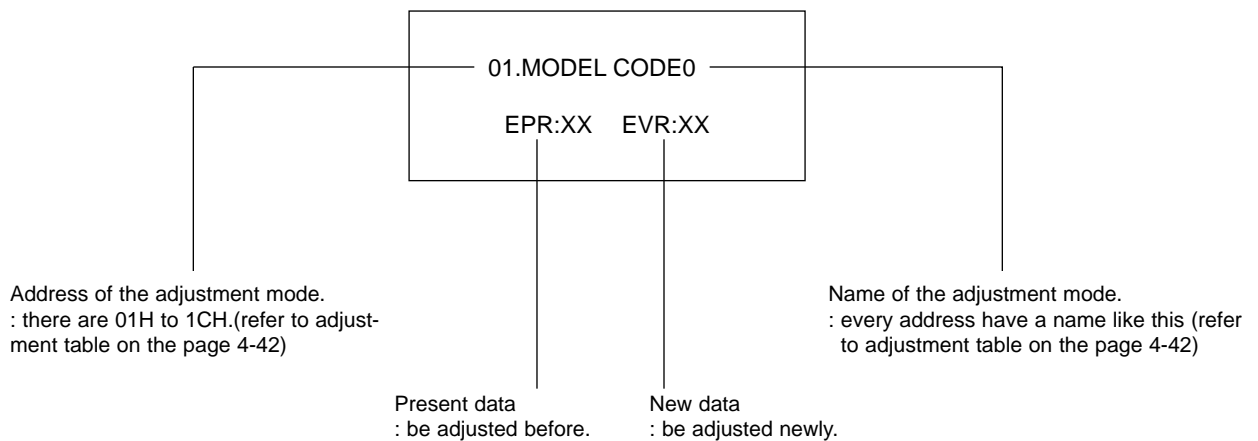 01.MODEL CODE0
EPR:XX EVR:XX
Address of the adjustment mode.
: there are 01H to 1CH.(refer to adjust-
ment table on the page 4-42)
Name of the adjustment mode.
: every address have a name like this (refer
to adjustment table on the page 4-42)
Present data
: be adjusted before.
New data
: be adjusted newly.